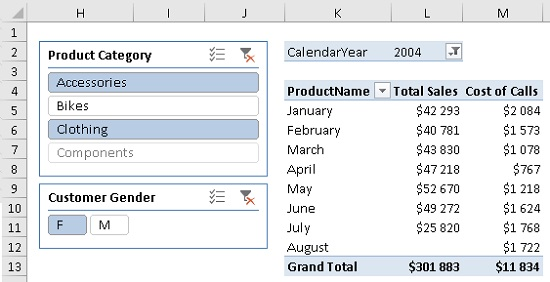 H I J K L M
1
2 CalendarYear 2004
3 Product Category
4 Accessories ProductName Total Sales Cost of Calls
5 Bikes January $42 293 $2 084
6 Clothing February $40 781 $1 573
7 Components March $43 830 $1 078
8 April $47 218 $767
9 Customer Gender May $52 670 $1 218
10 June $49 272 $1 624
11 F M July $25 820 $1 768
12 August $1 722
13 Grand Total $301 883 $11 834